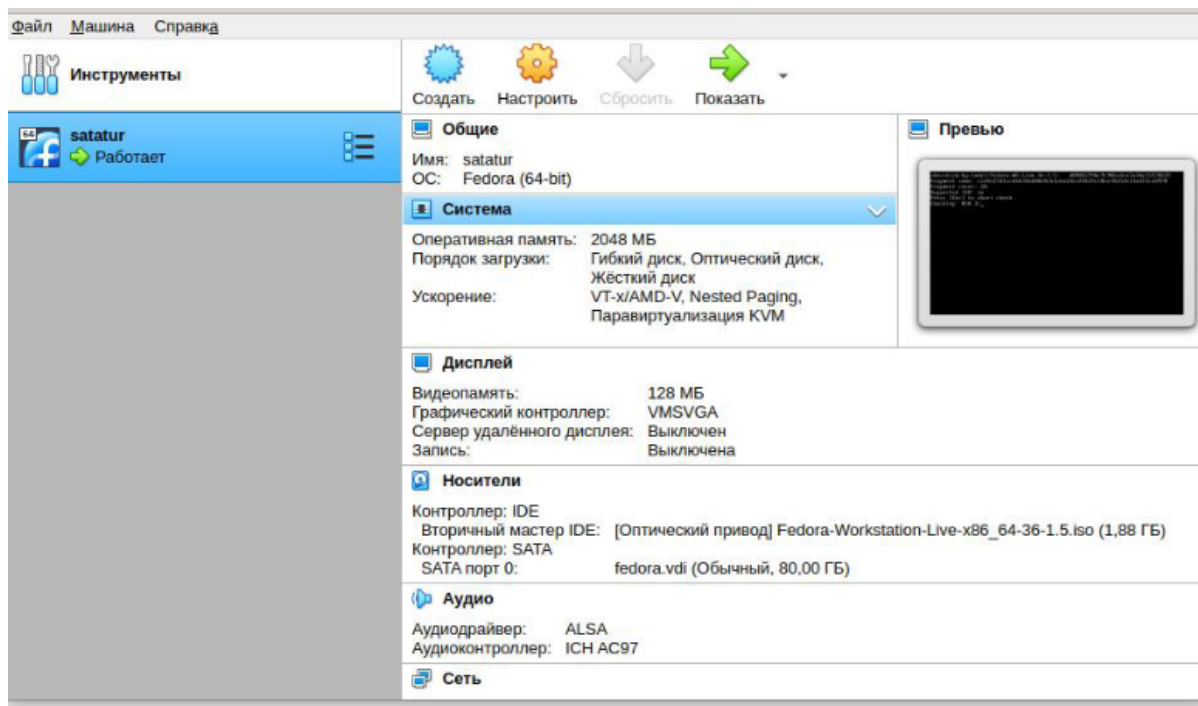 Файл Машина Справка
Инструменты
Создать Настроить Сбросить Показать
64
satatur
Работает
Общие
Имя: satatur
ОС: Fedora (64-bit)
Превью
Система
Оперативная память: 2048 МБ
Порядок загрузки: Гибкий диск, Оптический диск,
Жёсткий диск
Ускорение: VT-x/AMD-V, Nested Paging,
Паравиртуализация KVM
Дисплей
Видеопамять: 128 МБ
Графический контроллер: VMSVGA
Сервер удалённого дисплея: Выключен
Запись: Выключена
Носители
Контроллер: IDE
Вторичный мастер IDE: [Оптический привод] Fedora-Workstation-Live-x86_64-36-1.5.iso (1,88 ГБ)
Контроллер: SATA
SATA порт 0: fedora.vdi (Обычный, 80,00 ГБ)
Аудио
Аудиодрайвер: ALSA
Аудиоконтроллер: ICH AC97
Сеть